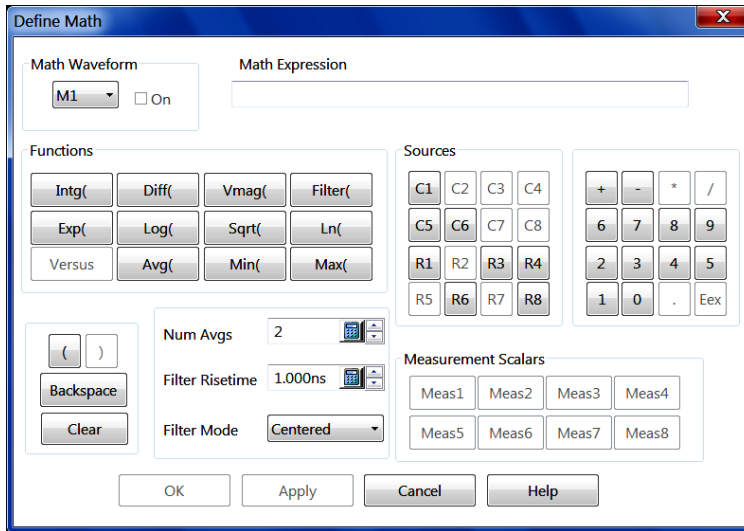 Define Math
X
Math Waveform
Math Expression
M1
On
Functions
Intg( Diff( Vmag( Filter(
Exp( Log( Sqrt( Ln(
Versus Avg( Min( Max(
Sources
C1 C2 C3 C4
C5 C6 C7 C8
R1 R2 R3 R4
R5 R6 R7 R8
+ - * /
6 7 8 9
2 3 4 5
1 0 . Eex
( )
Backspace
Clear
Num Avgs 2
Filter Risetime 1.000ns
Filter Mode Centered
Measurement Scalars
Meas1 Meas2 Meas3 Meas4
Meas5 Meas6 Meas7 Meas8
OK Apply Cancel Help